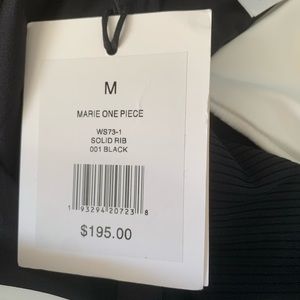 M
MARIE ONE PIECE
WS73-1
SOLID RIB
001 BLACK
1 93294 20723 8
$195.00